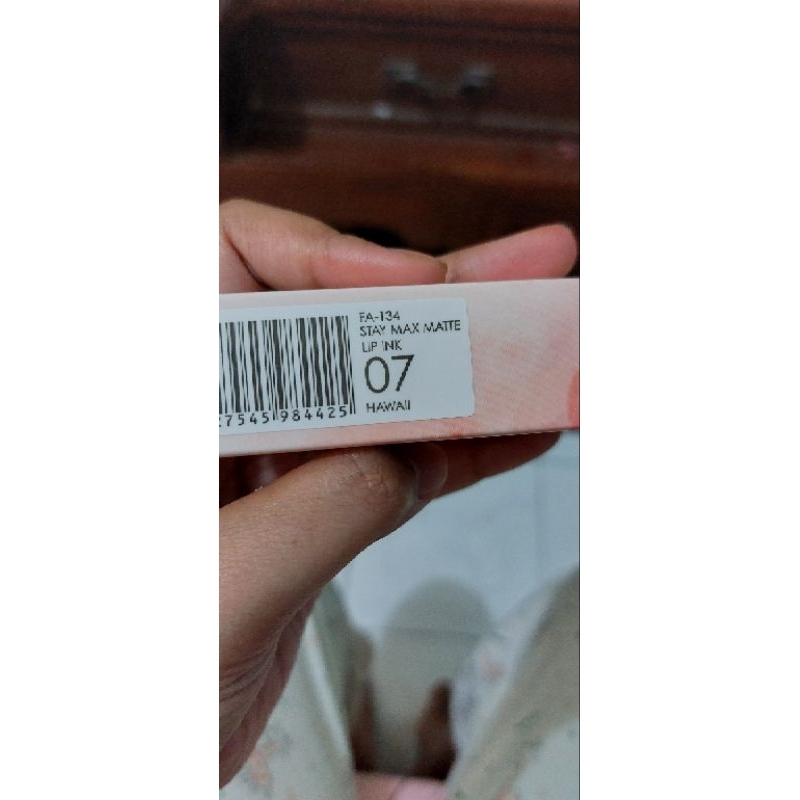 FA-134
STAY MAX MATTE
LIP INK
07
HAWAII
7545 984425